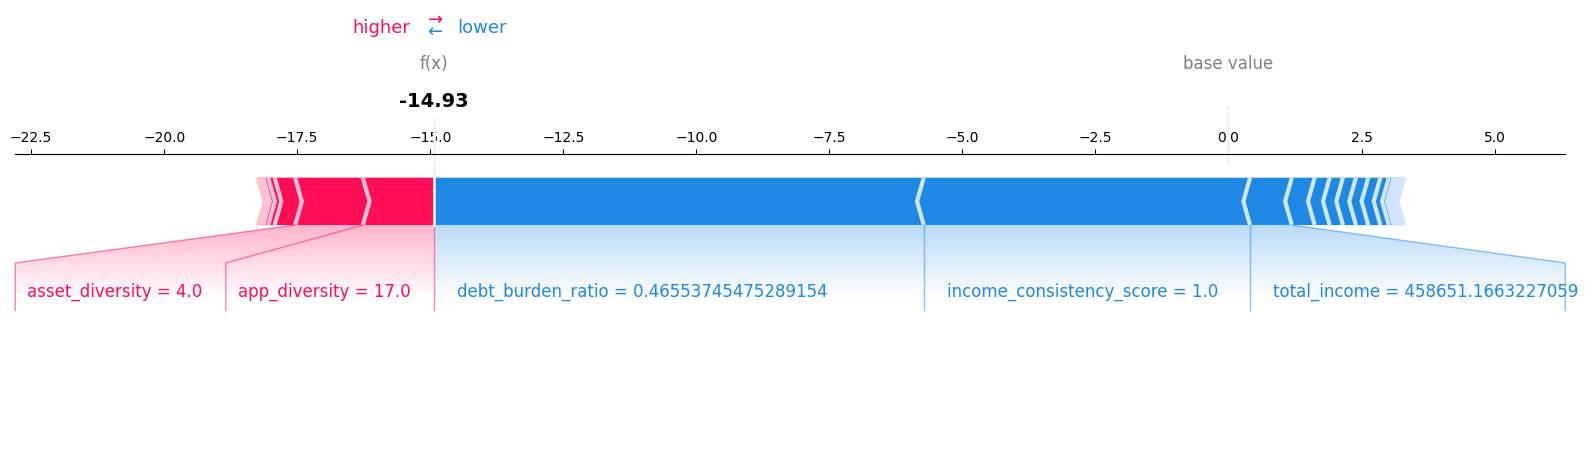 higher ⇄ lower
f(x) base value
-14.93
−22.5 −20.0 −17.5 −15.0 −12.5 −10.0 −7.5 −5.0 −2.5 0.0 2.5 5.0
asset_diversity = 4.0 app_diversity = 17.0 debt_burden_ratio = 0.46553745475289154 income_consistency_score = 1.0 total_income = 458651.1663227059